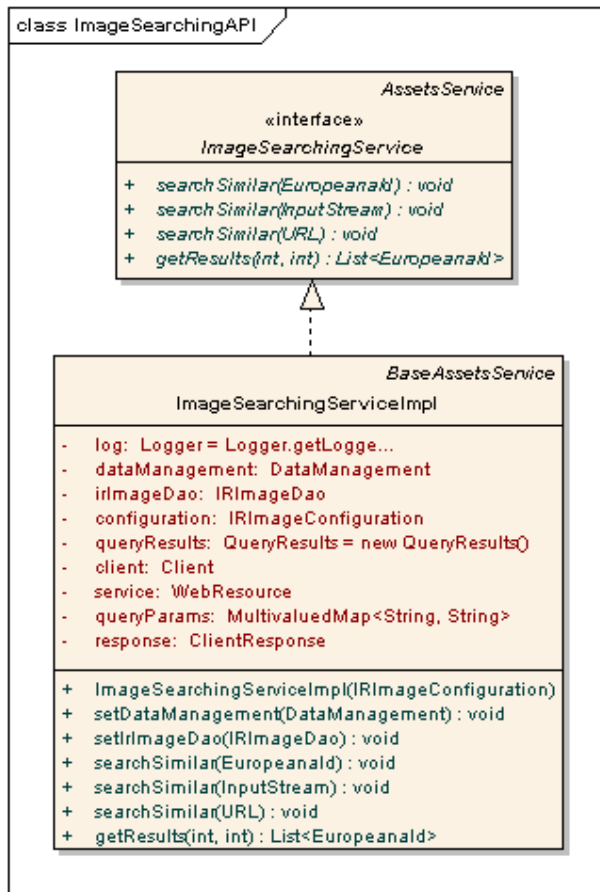 class ImageSearchingAPI
AssetsService
«interface»
ImageSearchingService
+ searchSimilar(EuropeanaId) : void
+ searchSimilar(InputStream) : void
+ searchSimilar(URL) : void
+ getResults(int, int) : List<EuropeanaId>
BaseAssetsService
ImageSearchingServiceImpl
- log: Logger = Logger.getLogge...
- dataManagement: DataManagement
- irImageDao: IRImageDao
- configuration: IRImageConfiguration
- queryResults: QueryResults = new QueryResults()
- client: Client
- service: WebResource
- queryParams: MultivaluedMap<String, String>
- response: ClientResponse
+ ImageSearchingServiceImpl(IRImageConfiguration)
+ setDataManagement(DataManagement) : void
+ setIrImageDao(IRImageDao) : void
+ searchSimilar(EuropeanaId) : void
+ searchSimilar(InputStream) : void
+ searchSimilar(URL) : void
+ getResults(int, int) : List<EuropeanaId>